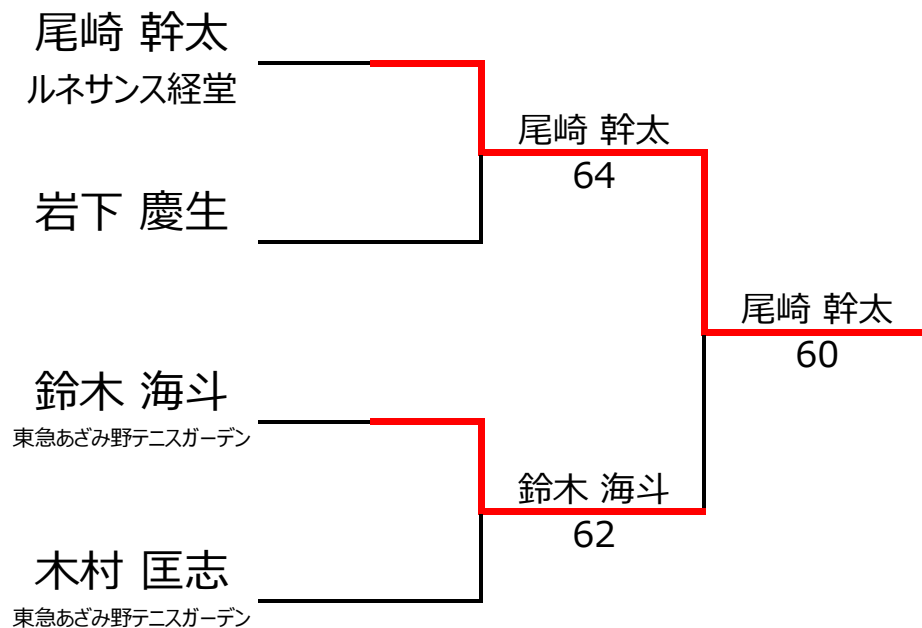 尾崎 幹太
ルネサンス経堂
尾崎 幹太
64
岩下 慶生
尾崎 幹太
60
鈴木 海斗
東急あざみ野テニスガーデン
鈴木 海斗
62
木村 匡志
東急あざみ野テニスガーデン